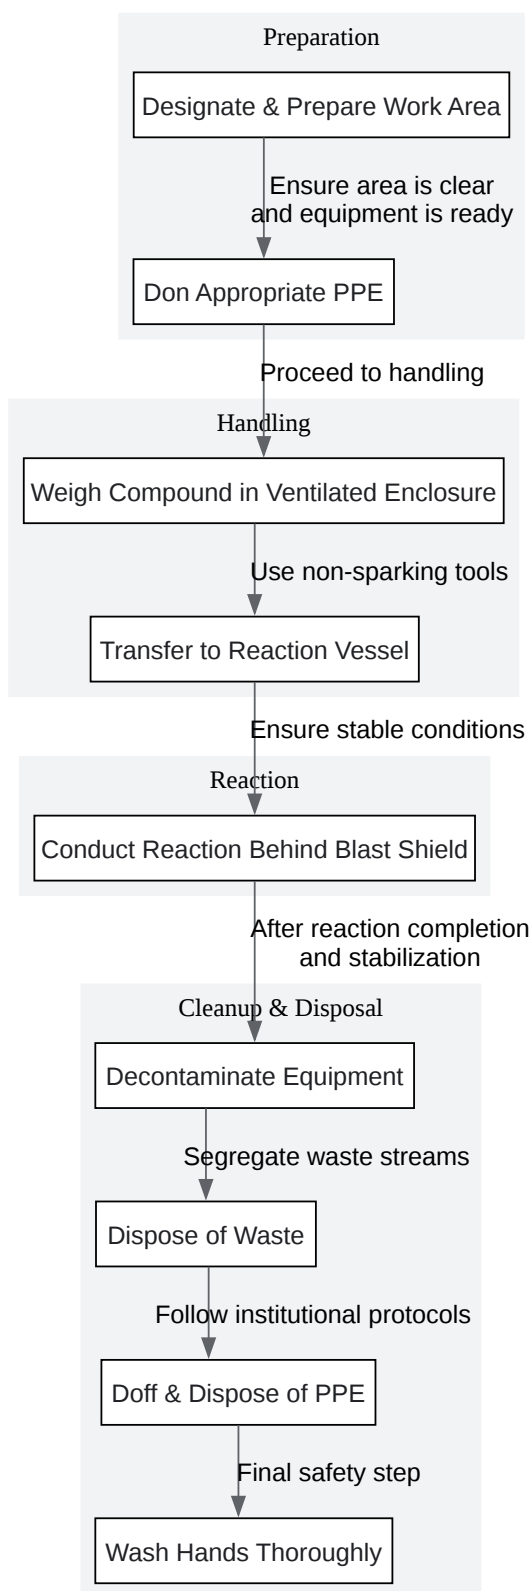 Preparation
Designate & Prepare Work Area
Ensure area is clear
and equipment is ready
Don Appropriate PPE
Proceed to handling
Handling
Weigh Compound in Ventilated Enclosure
Use non-sparking tools
Transfer to Reaction Vessel
Ensure stable conditions
Reaction
Conduct Reaction Behind Blast Shield
After reaction completion
and stabilization
Cleanup & Disposal
Decontaminate Equipment
Segregate waste streams
Dispose of Waste
Follow institutional protocols
Doff & Dispose of PPE
Final safety step
Wash Hands Thoroughly